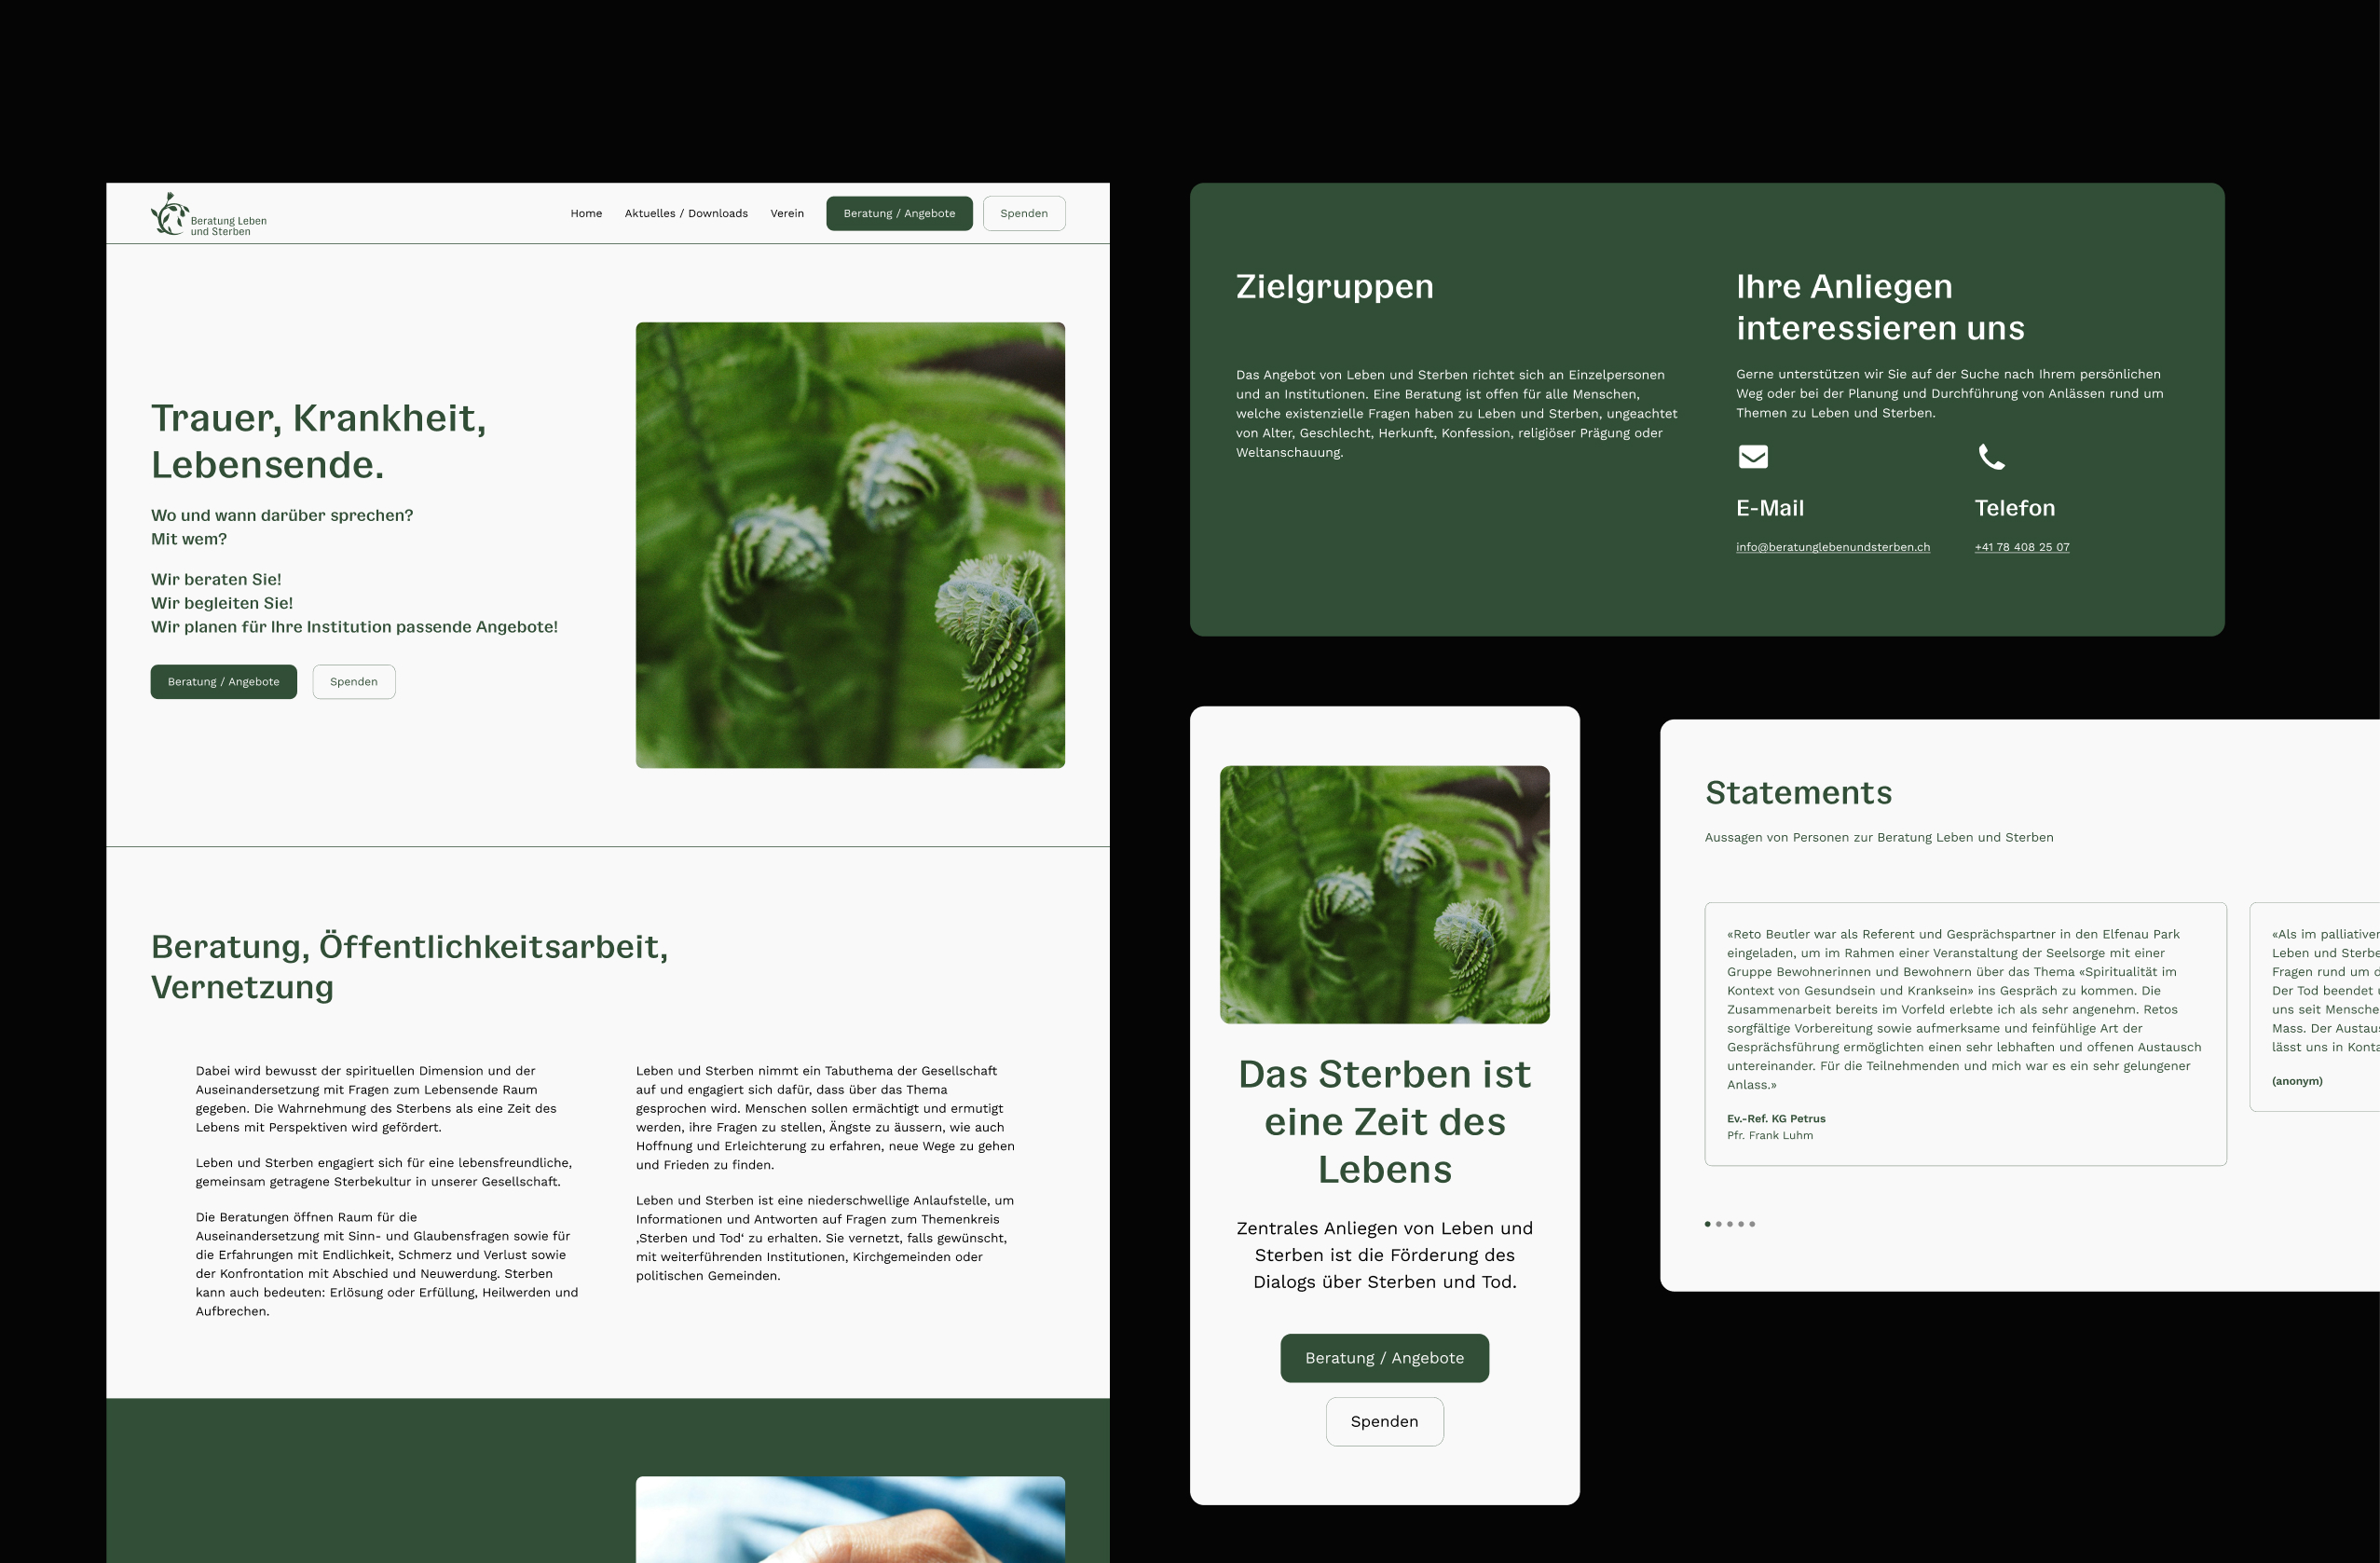 Beratung Leben
und Sterben
Home
Aktuelles / Downloads
Verein
Beratung / Angebote
Spenden
Trauer, Krankheit,
Lebensende.
Wo und wann darüber sprechen?
Mit wem?
Wir beraten Sie!
Wir begleiten Sie!
Wir planen für Ihre Institution passende Angebote!
Beratung / Angebote
Spenden
Beratung, Öffentlichkeitsarbeit,
Vernetzung
Dabei wird bewusst der spirituellen Dimension und der
Auseinandersetzung mit Fragen zum Lebensende Raum
gegeben. Die Wahrnehmung des Sterbens als eine Zeit des
Lebens mit Perspektiven wird gefördert.
Leben und Sterben engagiert sich für eine lebensfreundliche,
gemeinsam getragene Sterbekultur in unserer Gesellschaft.
Die Beratungen öffnen Raum für die
Auseinandersetzung mit Sinn- und Glaubensfragen sowie für
die Erfahrungen mit Endlichkeit, Schmerz und Verlust sowie
der Konfrontation mit Abschied und Neuwerdung. Sterben
kann auch bedeuten: Erlösung oder Erfüllung, Heilwerden und
Aufbrechen.
Leben und Sterben nimmt ein Tabuthema der Gesellschaft
auf und engagiert sich dafür, dass über das Thema
gesprochen wird. Menschen sollen ermächtigt und ermutigt
werden, ihre Fragen zu stellen, Ängste zu äussern, wie auch
Hoffnung und Erleichterung zu erfahren, neue Wege zu gehen
und Frieden zu finden.
Leben und Sterben ist eine niederschwellige Anlaufstelle, um
Informationen und Antworten auf Fragen zum Themenkreis
‚Sterben und Tod‘ zu erhalten. Sie vernetzt, falls gewünscht,
mit weiterführenden Institutionen, Kirchgemeinden oder
politischen Gemeinden.
Zielgruppen
Das Angebot von Leben und Sterben richtet sich an Einzelpersonen
und an Institutionen. Eine Beratung ist offen für alle Menschen,
welche existenzielle Fragen haben zu Leben und Sterben, ungeachtet
von Alter, Geschlecht, Herkunft, Konfession, religiöser Prägung oder
Weltanschauung.
Ihre Anliegen
interessieren uns
Gerne unterstützen wir Sie auf der Suche nach Ihrem persönlichen
Weg oder bei der Planung und Durchführung von Anlässen rund um
Themen zu Leben und Sterben.
E-Mail
info@beratunglebenundsterben.ch
Telefon
+41 78 408 25 07
Das Sterben ist
eine Zeit des
Lebens
Zentrales Anliegen von Leben und
Sterben ist die Förderung des
Dialogs über Sterben und Tod.
Beratung / Angebote
Spenden
Statements
Aussagen von Personen zur Beratung Leben und Sterben
«Reto Beutler war als Referent und Gesprächspartner in den Elfenau Park
eingeladen, um im Rahmen einer Veranstaltung der Seelsorge mit einer
Gruppe Bewohnerinnen und Bewohnern über das Thema «Spiritualität im
Kontext von Gesundsein und Kranksein» ins Gespräch zu kommen. Die
Zusammenarbeit bereits im Vorfeld erlebte ich als sehr angenehm. Retos
sorgfältige Vorbereitung sowie aufmerksame und feinfühlige Art der
Gesprächsführung ermöglichten einen sehr lebhaften und offenen Austausch
untereinander. Für die Teilnehmenden und mich war es ein sehr gelungener
Anlass.»
Ev.-Ref. KG Petrus
Pfr. Frank Luhm
«Als im palliativer
Leben und Sterbe
Fragen rund um
Der Tod beendet
uns seit Mensche
Mass. Der Austau
lässt uns in Konta
(anonym)